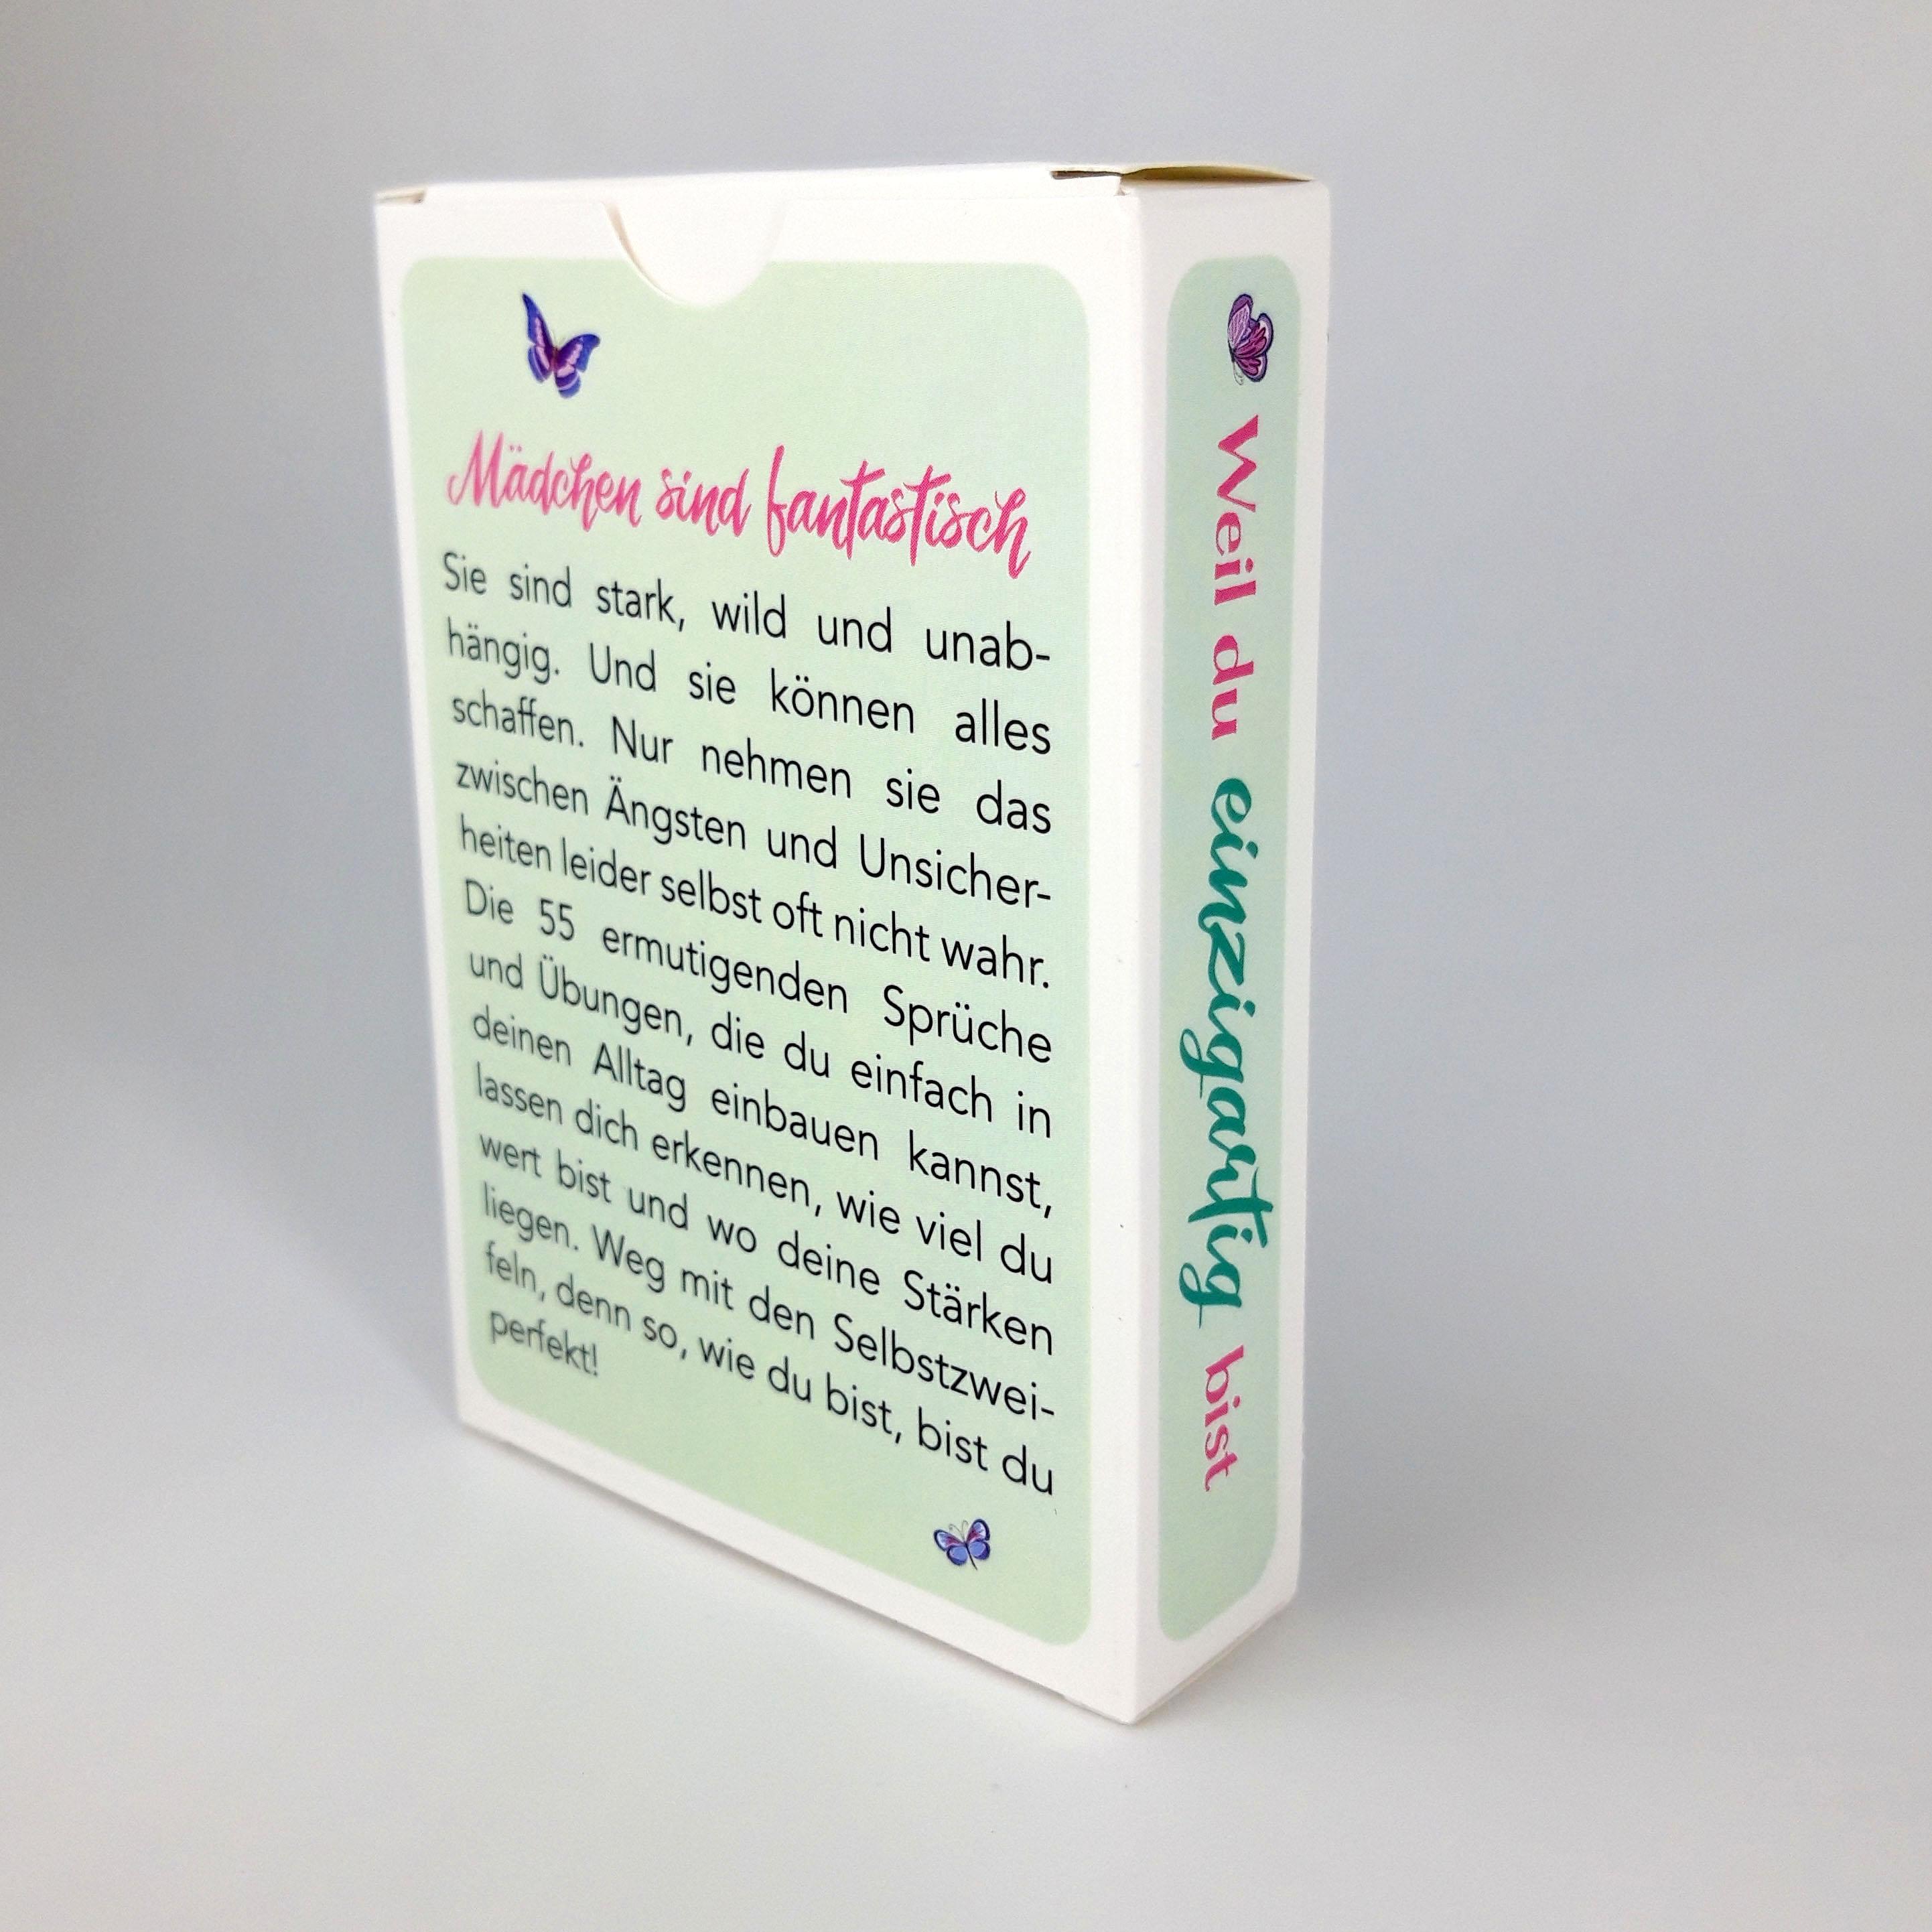 Mädchen sind fantastisch
Sie sind stark, wild und unab-
hängig. Und sie können alles
schaffen. Nur nehmen sie das
zwischen Ängsten und Unsicher-
heiten leider selbst oft nicht wahr.
Die 55 ermutigenden Sprüche
und Übungen, die du einfach in
deinen Alltag einbauen kannst,
lassen dich erkennen, wie viel du
wert bist und wo deine Stärken
liegen. Weg mit den Selbstzwei-
feln, denn so, wie du bist, bist du
perfekt!
Weil du einzigartig bist